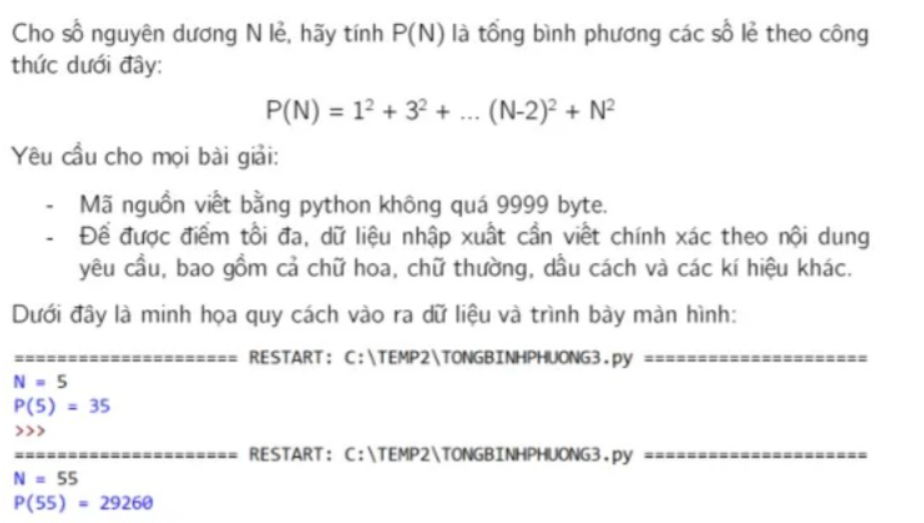 Cho số nguyên dương N lẻ, hãy tính P(N) là tổng bình phương các số lẻ theo công
thức dưới đây:
P(N) = 1² + 3² + ... (N-2)² + N²
Yêu cầu cho mọi bài giải:
- Mã nguồn viết bằng python không quá 9999 byte.
- Để được điểm tối đa, dữ liệu nhập xuất cần viết chính xác theo nội dung
yêu cầu, bao gồm cả chữ hoa, chữ thường, dấu cách và các kí hiệu khác.
Dưới đây là minh họa quy cách vào ra dữ liệu và trình bày màn hình:
===================== RESTART: C:\TEMP2\TONGBINHPHUONG3.py =====================
N = 5
P(5) = 35
>>>
===================== RESTART: C:\TEMP2\TONGBINHPHUONG3.py =====================
N = 55
P(55) = 29260